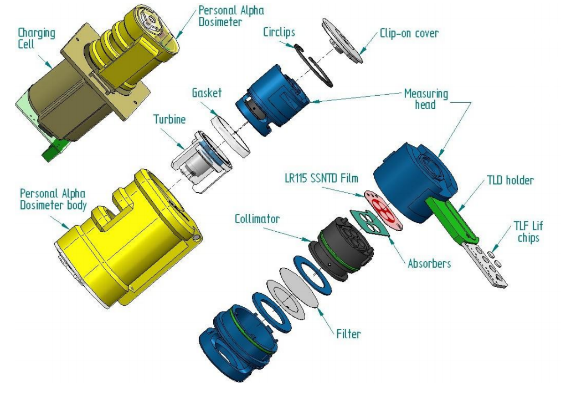 Personal Alpha
Dosimeter
Charging
Cell
Circlips
Clip-on cover
Gasket
Measuring
head
Turbine
LR115 SSNTD Film
TLD holder
Personal Alpha
Dosimeter body
Collimator
TLF Lif
chips
Absorbers
Filter